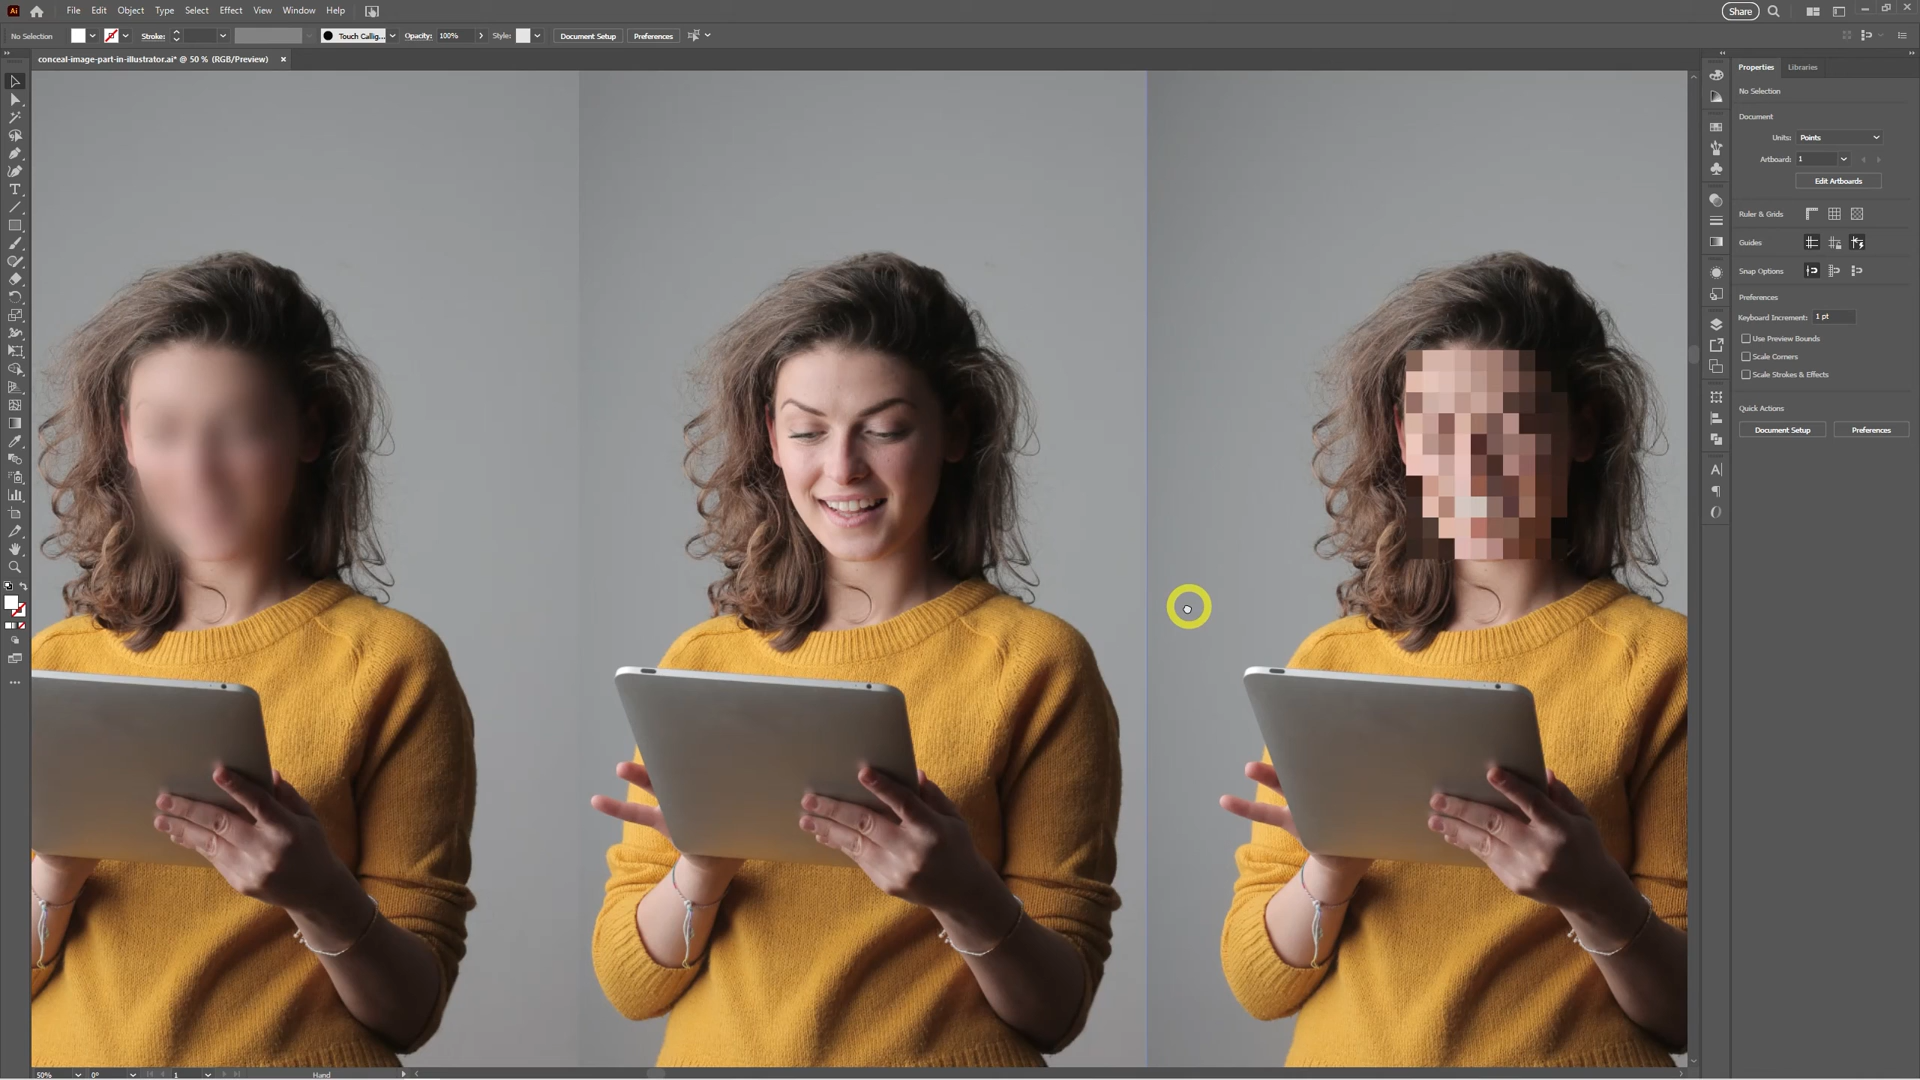 Ai File Edit Object Type Select Effect View Window Help Share
No Selection Stroke: Touch Callig... Opacity: 100% Style: Document Setup Preferences
conceal-image-part-in-illustrator.ai* @ 50 % (RGB/Preview) ×
Properties Libraries
No Selection
Document
Units: Points
Artboard: 1
Edit Artboards
Ruler & Grids
Guides
Snap Options
Preferences
Keyboard Increment: 1 pt
Use Preview Bounds
Scale Corners
Scale Strokes & Effects
Quick Actions
Document Setup Preferences
50% 0° 1 Hand